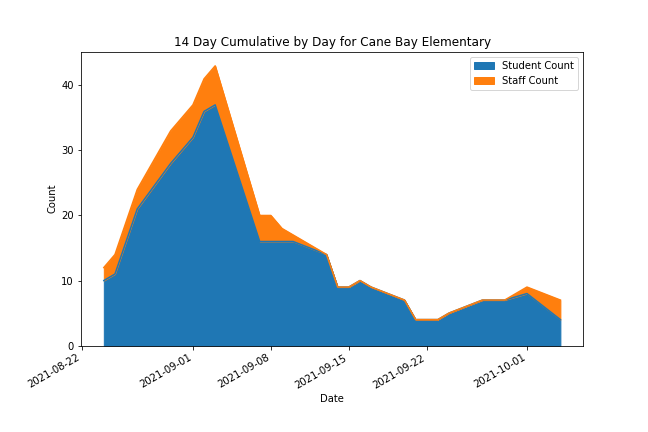 14 Day Cumulative by Day for Cane Bay Elementary
Student Count
Staff Count
40
30
20
10
0
Count
2021-08-22
2021-09-01
2021-09-08
2021-09-15
2021-09-22
2021-10-01
Date